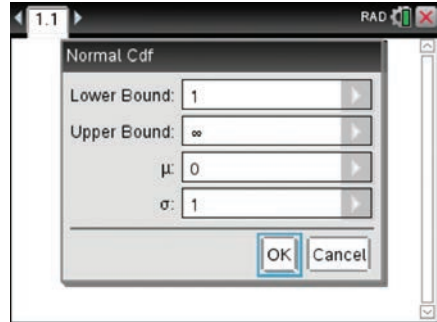 1.1 RAD
Normal Cdf
Lower Bound: 1
Upper Bound: ∞
μ: 0
σ: 1
OK Cancel